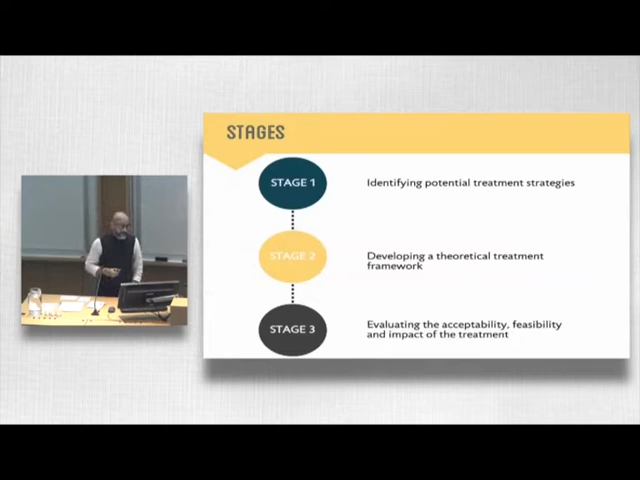 STAGES
STAGE 1
Identifying potential treatment strategies
STAGE 2
Developing a theoretical treatment
framework
STAGE 3
Evaluating the acceptability, feasibility
and impact of the treatment